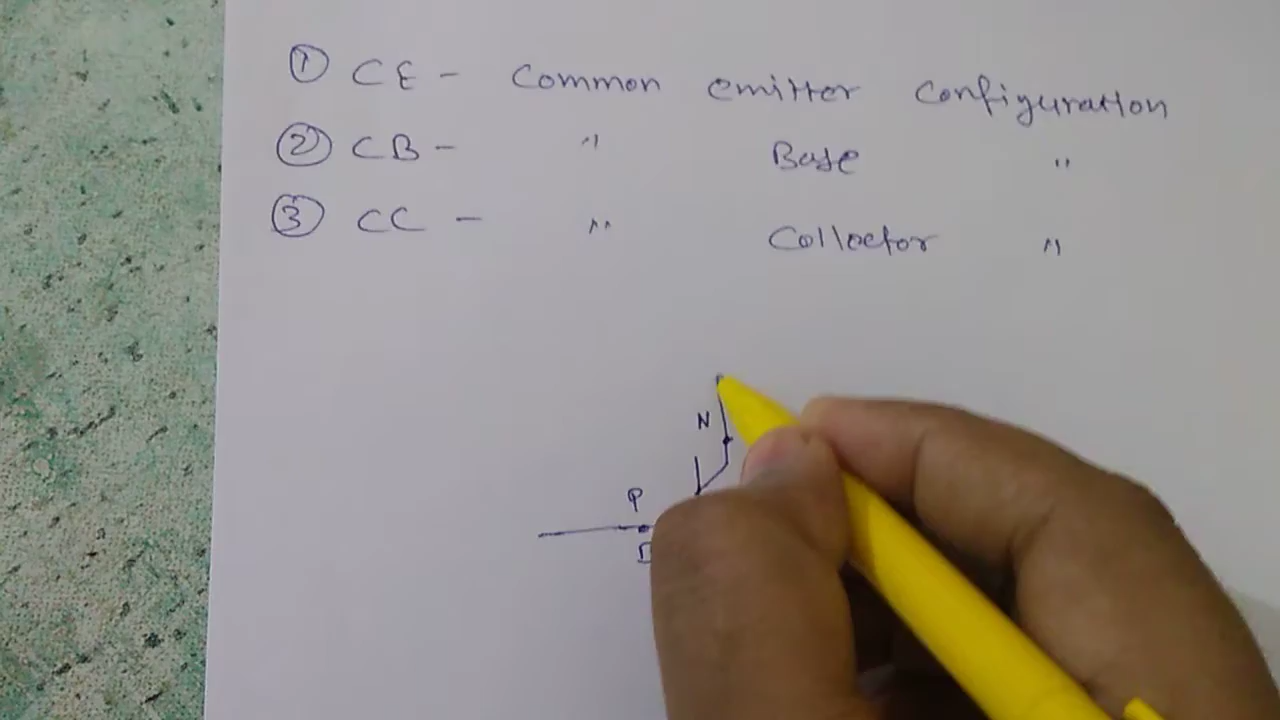 ① CE - Common emitter Configuration
② CB - " Base "
③ CC - " Collector "
N
P